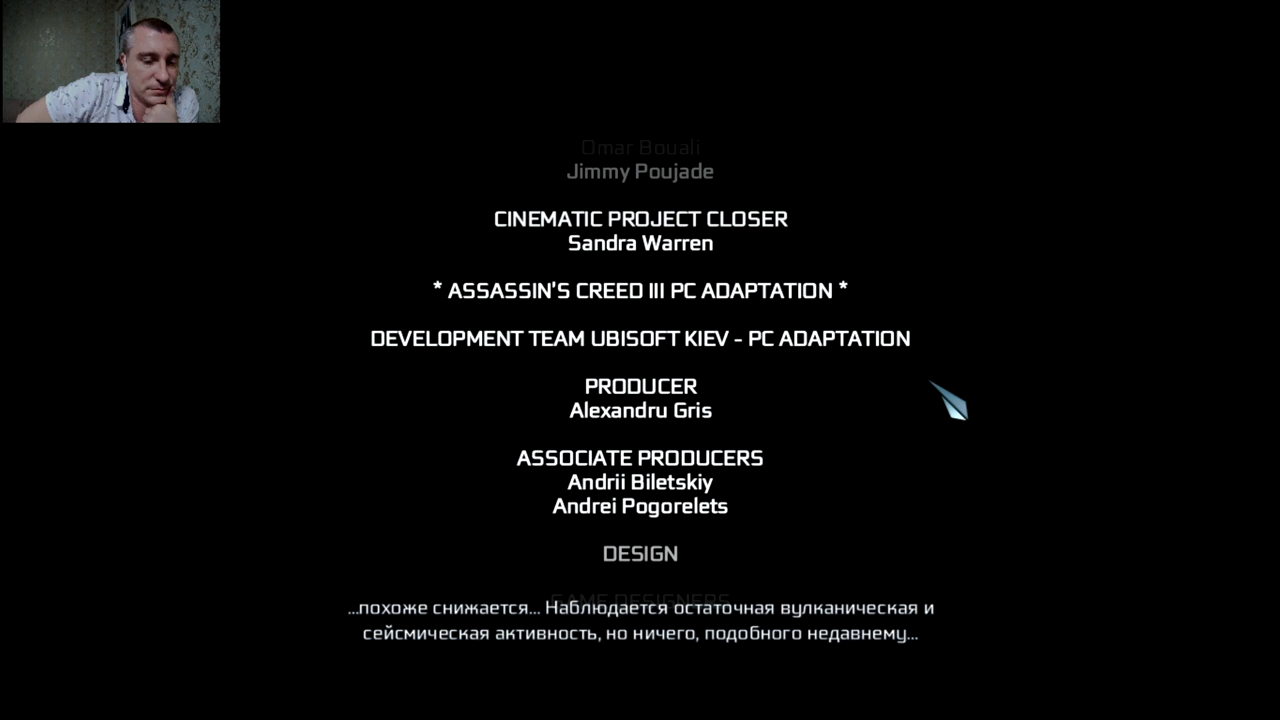 Omar Bouali
Jimmy Poujade
CINEMATIC PROJECT CLOSER
Sandra Warren
* ASSASSIN'S CREED III PC ADAPTATION *
DEVELOPMENT TEAM UBISOFT KIEV - PC ADAPTATION
PRODUCER
Alexandru Gris
ASSOCIATE PRODUCERS
Andrii Biletskiy
Andrei Pogorelets
DESIGN
GAME DESIGNERS
...похоже снижается... Наблюдается остаточная вулканическая и
сейсмическая активность, но ничего, подобного недавнему...